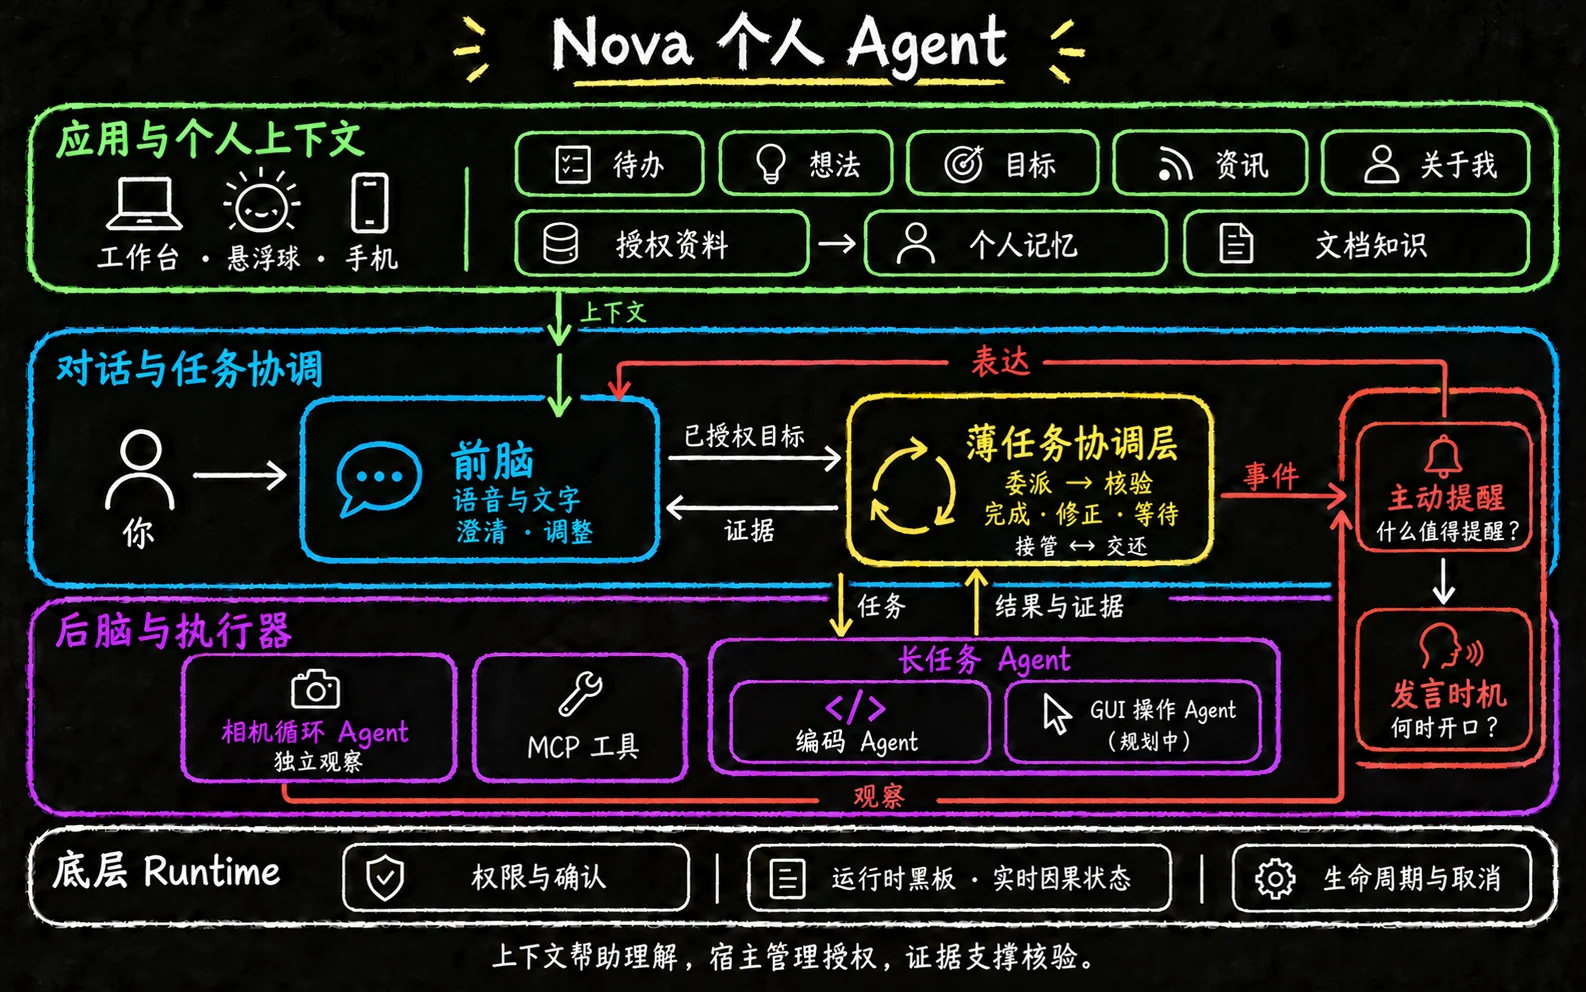 Nova 个人 Agent
应用与个人上下文
工作台 · 悬浮球 · 手机
待办
想法
目标
资讯
关于我
授权资料
个人记忆
文档知识
上下文
对话与任务协调
表达
你
前脑
语音与文字
澄清 · 调整
已授权目标
证据
薄任务协调层
委派 → 核验
完成 · 修正 · 等待
接管 ↔ 交还
事件
主动提醒
什么值得提醒？
发言时机
何时开口？
任务
结果与证据
后脑与执行器
相机循环 Agent
独立观察
MCP 工具
长任务 Agent
</>
编码 Agent
GUI 操作 Agent
（规划中）
观察
底层 Runtime
权限与确认
运行时黑板 · 实时因果状态
生命周期与取消
上下文帮助理解，宿主管理授权，证据支撑核验。